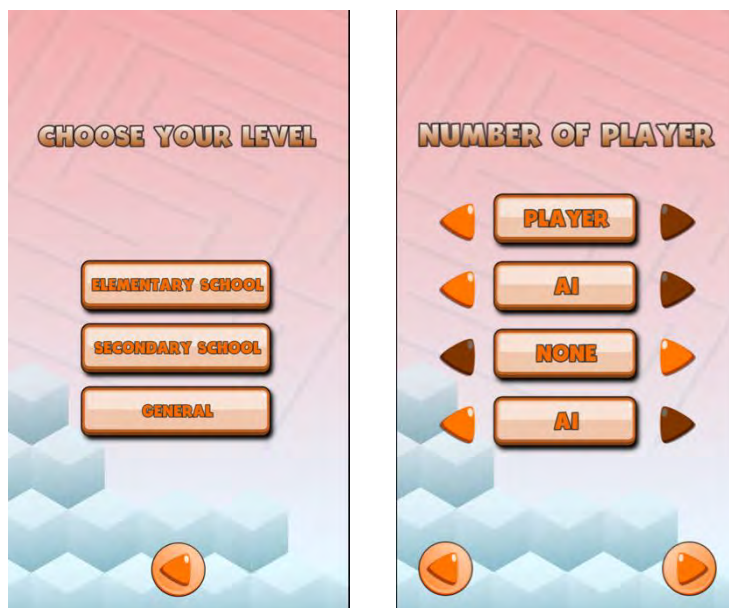 CHOOSE YOUR LEVEL
ELEMENTARY SCHOOL
SECONDARY SCHOOL
GENERAL
NUMBER OF PLAYER
PLAYER
AI
NONE
AI